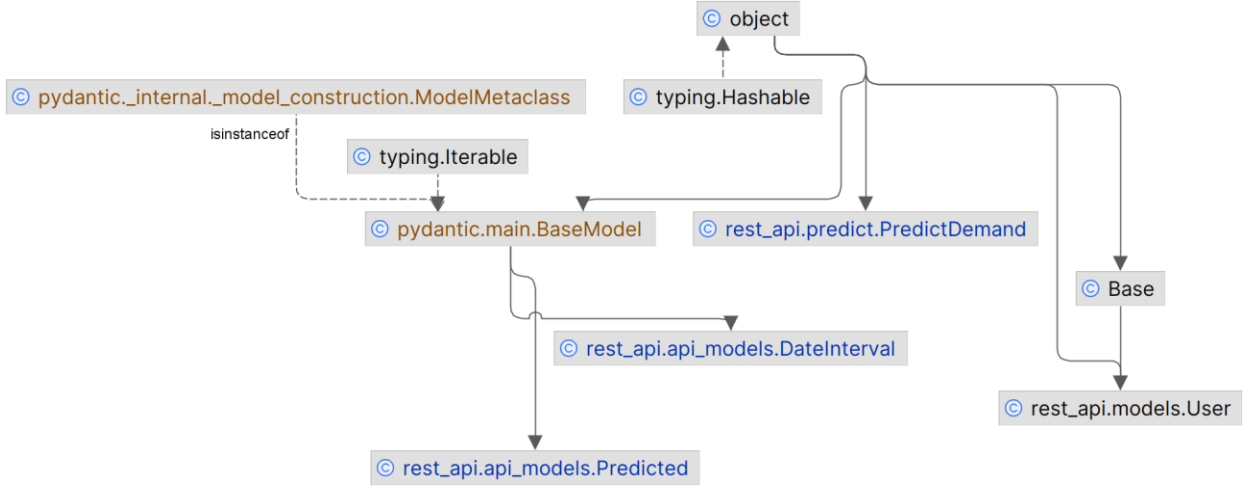 object
pydantic._internal._model_construction.ModelMetaclass
typing.Hashable
isinstanceof
typing.Iterable
pydantic.main.BaseModel
rest_api.predict.PredictDemand
Base
rest_api.api_models.DateInterval
rest_api.models.User
rest_api.api_models.Predicted